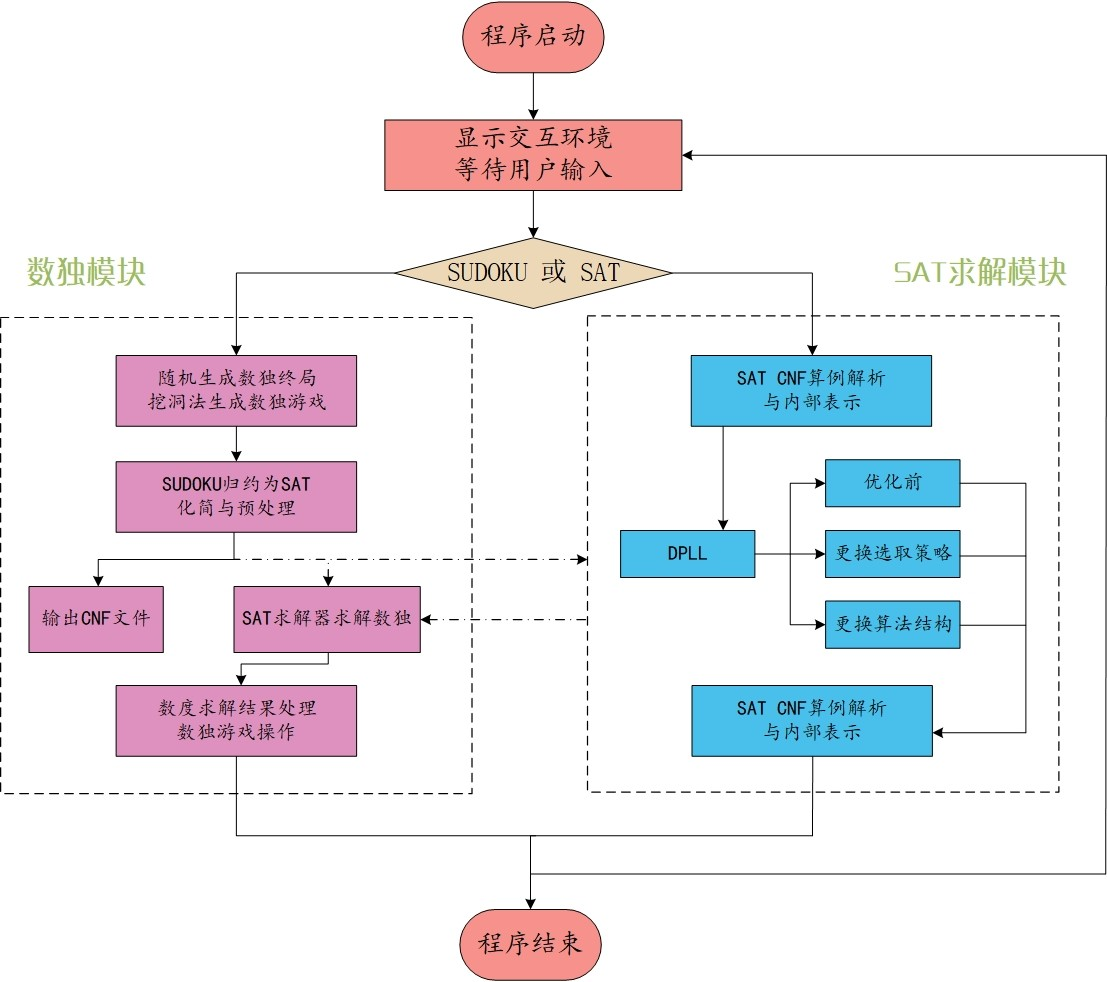 程序启动
显示交互环境
等待用户输入
SUDOKU 或 SAT
数独模块
SAT求解模块
随机生成数独终局
挖洞法生成数独游戏
SUDOKU归约为SAT
化简与预处理
输出CNF文件
SAT求解器求解数独
数度求解结果处理
数独游戏操作
SAT CNF算例解析
与内部表示
DPLL
优化前
更换选取策略
更换算法结构
SAT CNF算例解析
与内部表示
程序结束